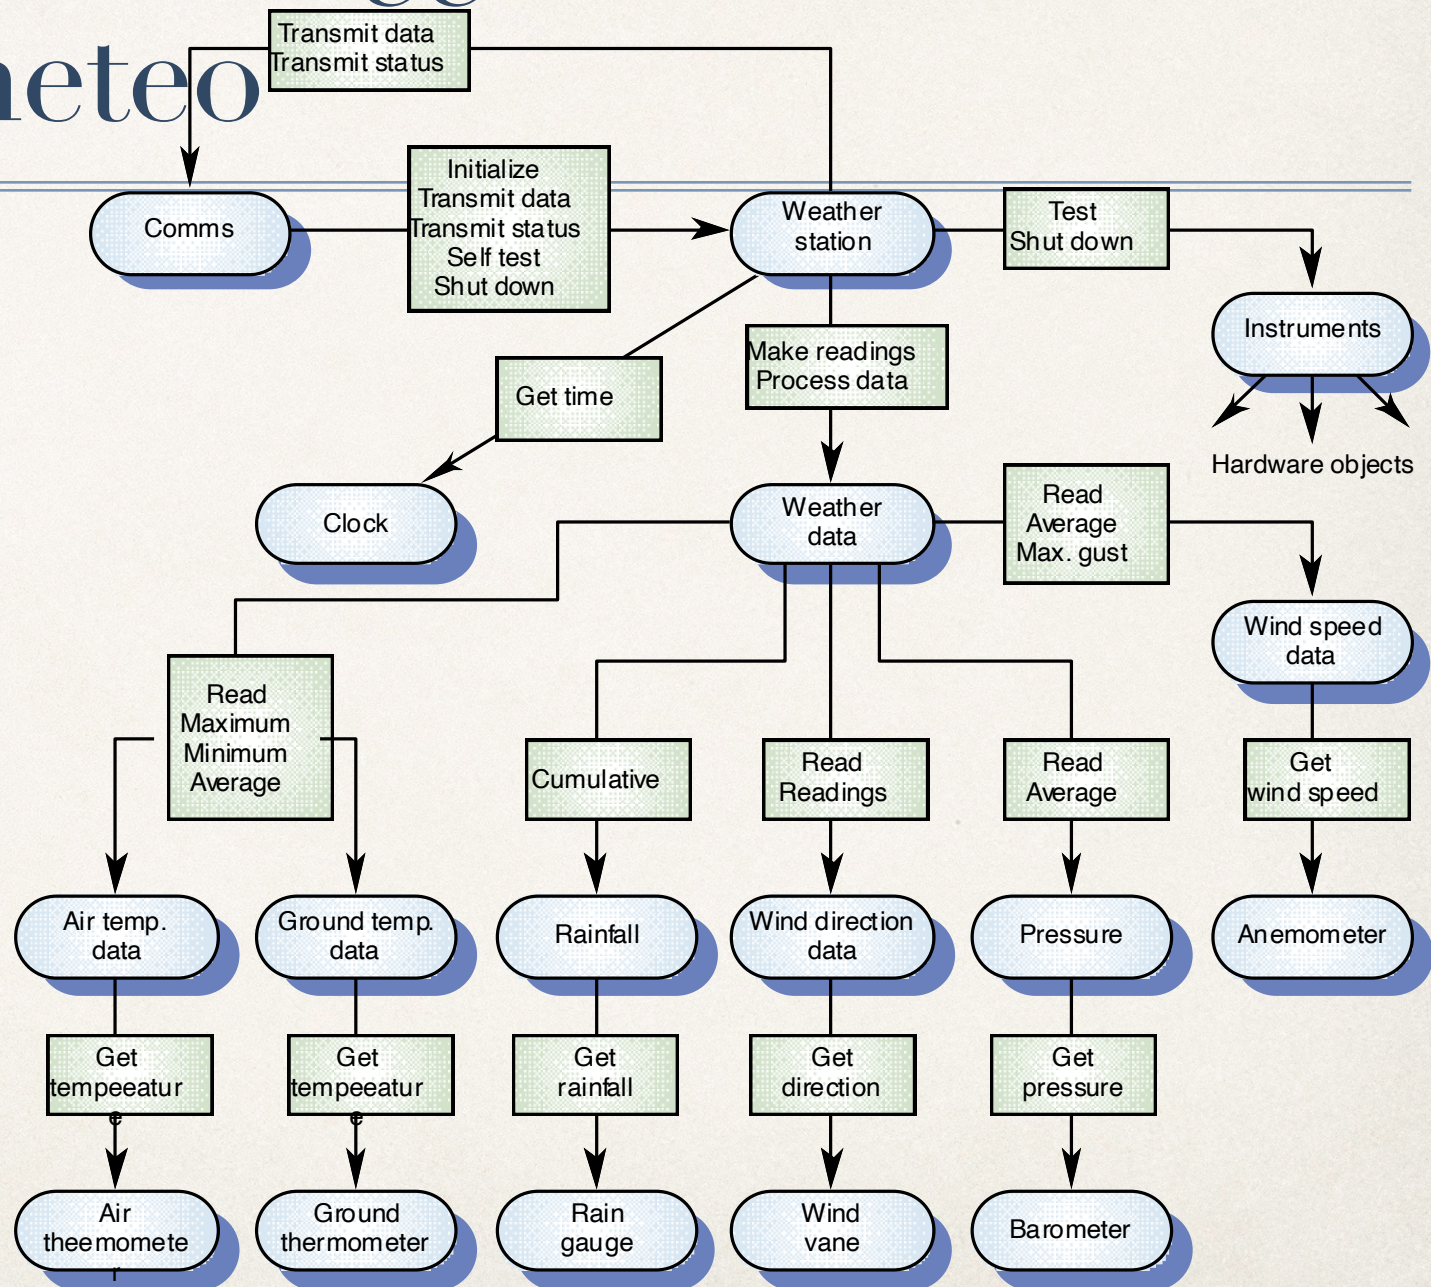 Transmit data
Transmit status
eteo
Initialize
Transmit data
Transmit status
Self test
Shut down
Comms
Weather
station
Test
Shut down
Instruments
Make readings
Process data
Get time
Hardware objects
Clock
Weather
data
Read
Average
Max. gust
Wind speed
data
Read
Maximum
Minimum
Average
Cumulative
Read
Readings
Read
Average
Get
wind speed
Air temp.
data
Ground temp.
data
Rainfall
Wind direction
data
Pressure
Anemometer
Get
tempeeatur
e
Get
tempeeatur
e
Get
rainfall
Get
direction
Get
pressure
Air
theemomete
r
Ground
thermometer
Rain
gauge
Wind
vane
Barometer